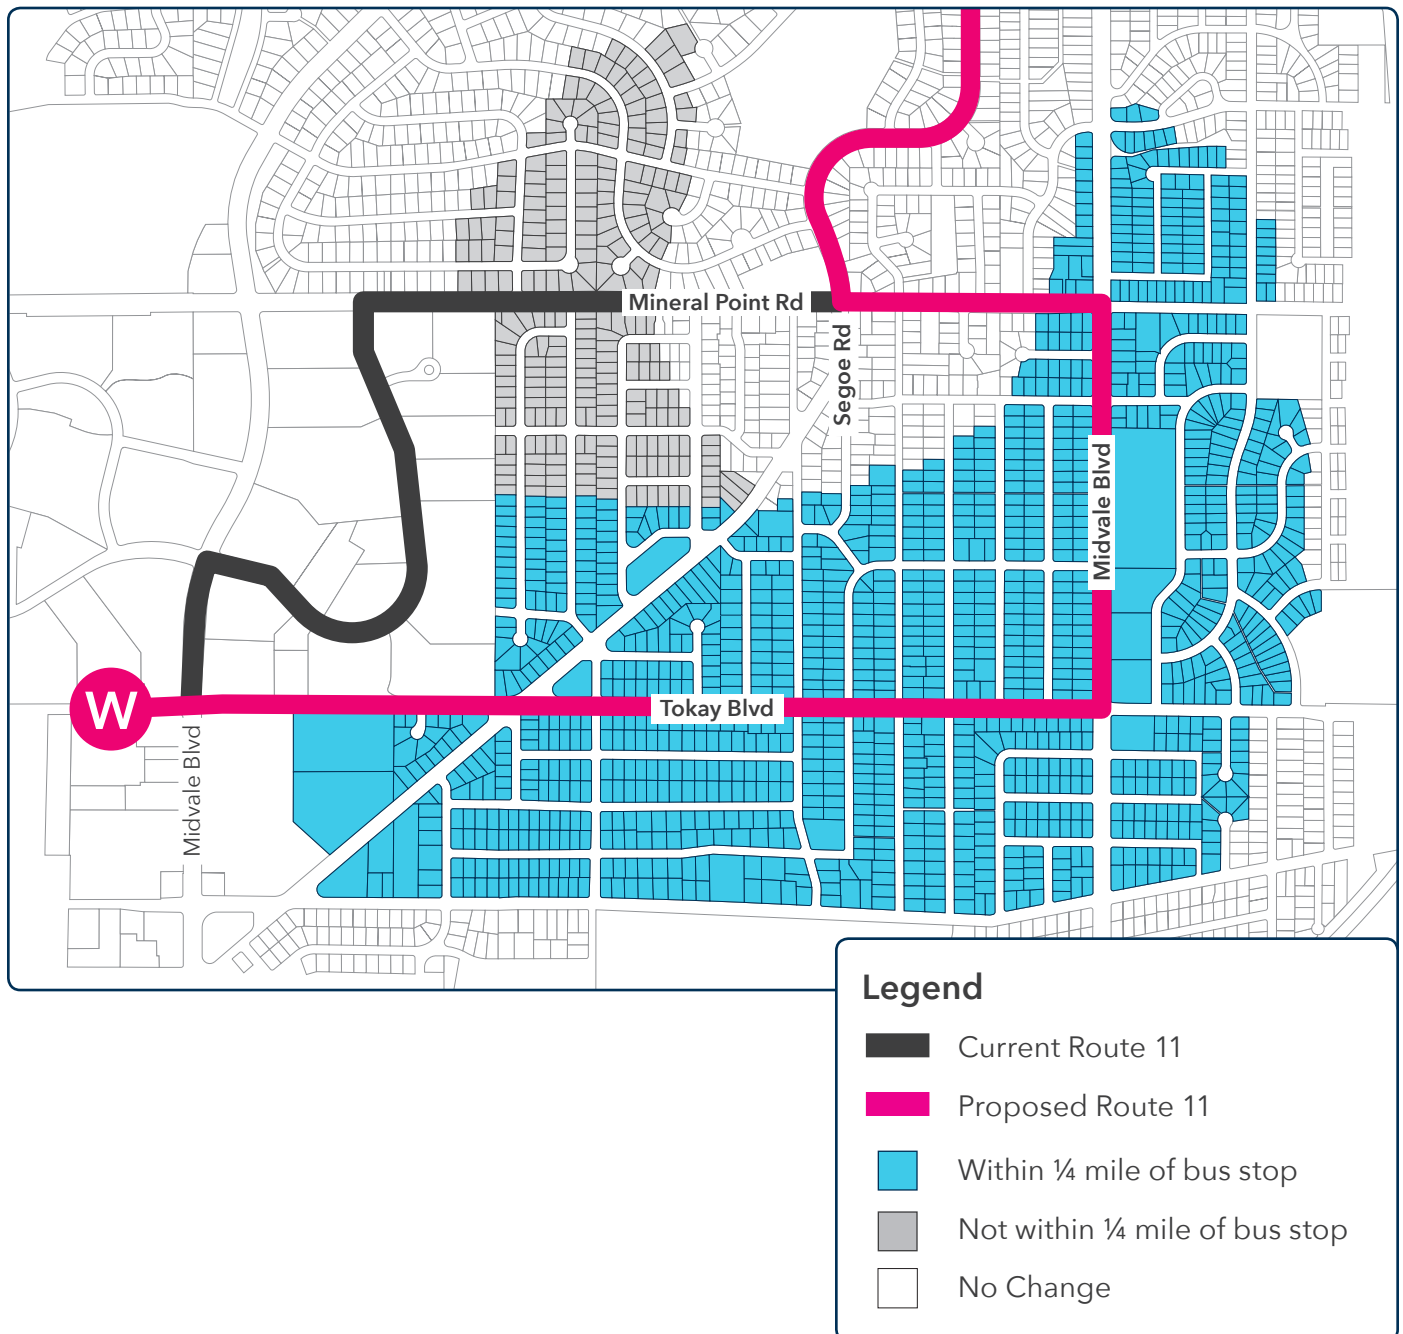 Mineral Point Rd
Segoe Rd
Midvale Blvd
W
Tokay Blvd
Midvale Blvd
Legend
Current Route 11
Proposed Route 11
Within ¼ mile of bus stop
Not within ¼ mile of bus stop
No Change